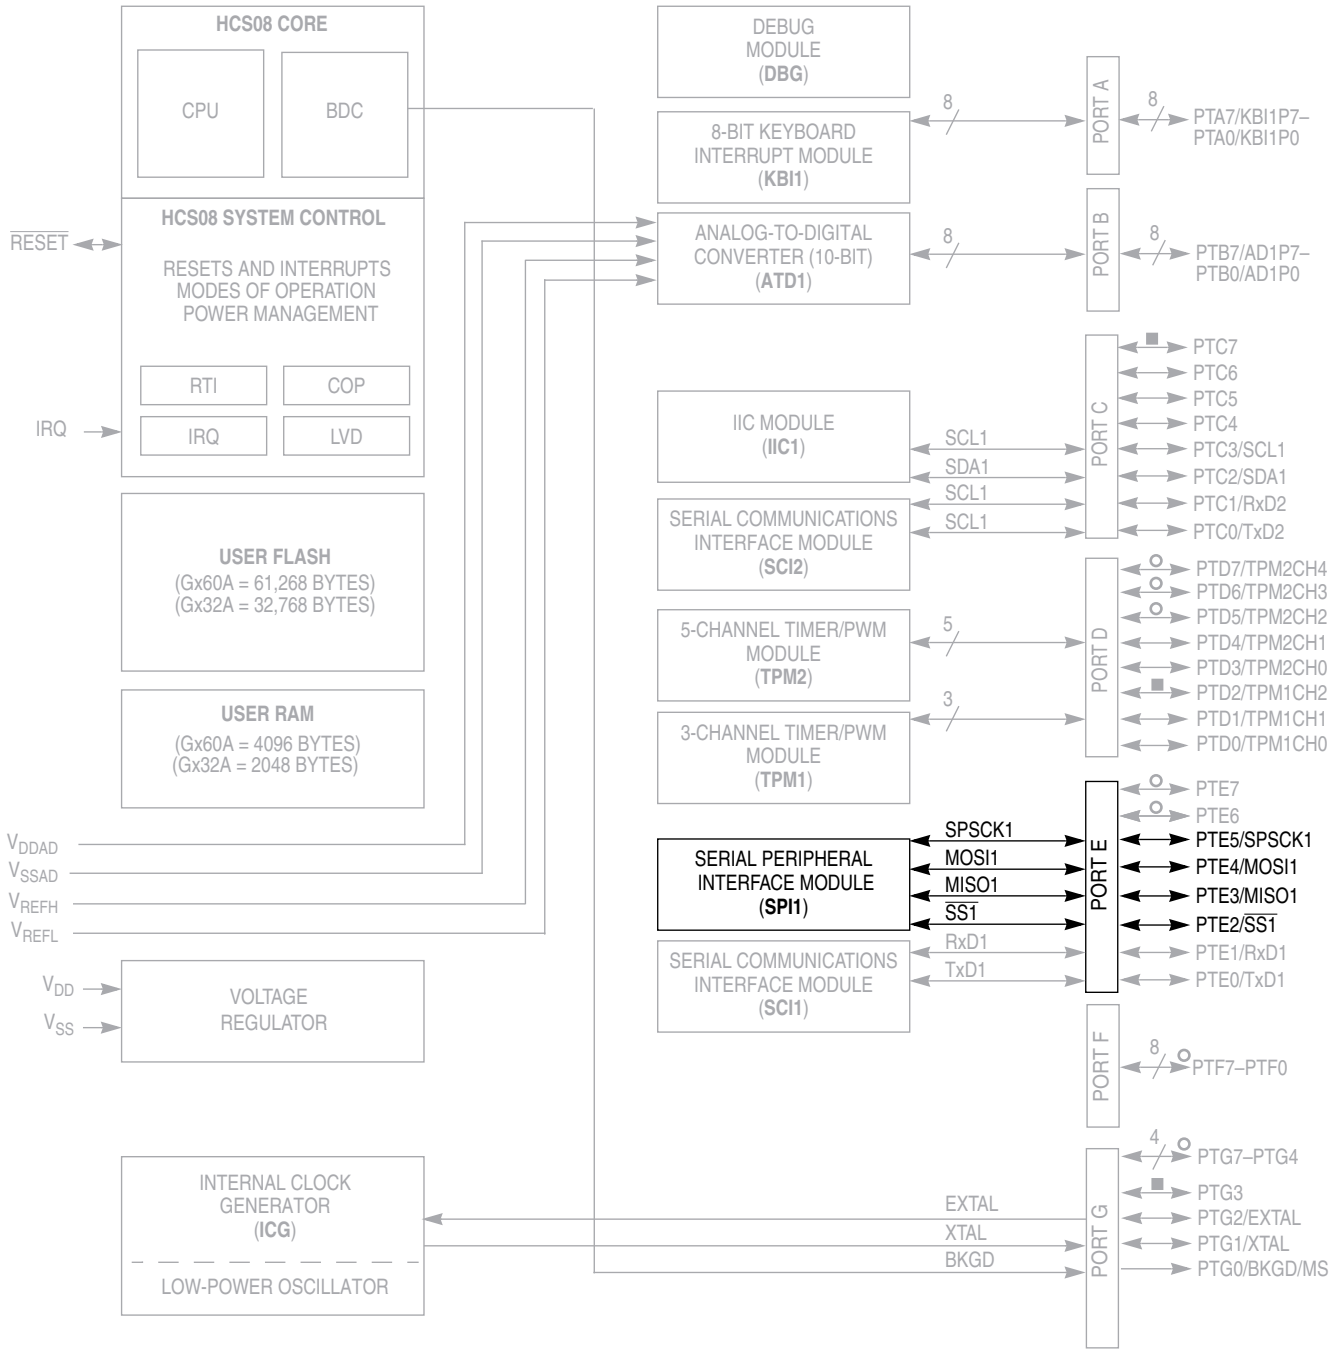 HCS08 CORE
CPU
BDC
HCS08 SYSTEM CONTROL
RESETS AND INTERRUPTS
MODES OF OPERATION
POWER MANAGEMENT
RTI
COP
IRQ
LVD
RESET
IRQ
USER FLASH
(Gx60A = 61,268 BYTES)
(Gx32A = 32,768 BYTES)
USER RAM
(Gx60A = 4096 BYTES)
(Gx32A = 2048 BYTES)
VDDAD
VSSAD
VREFH
VREFL
VDD
VSS
VOLTAGE
REGULATOR
INTERNAL CLOCK
GENERATOR
(ICG)
LOW-POWER OSCILLATOR
DEBUG
MODULE
(DBG)
8-BIT KEYBOARD
INTERRUPT MODULE
(KBI1)
8
ANALOG-TO-DIGITAL
CONVERTER (10-BIT)
(ATD1)
8
IIC MODULE
(IIC1)
SCL1
SDA1
SERIAL COMMUNICATIONS
INTERFACE MODULE
(SCI2)
SCL1
SCL1
5-CHANNEL TIMER/PWM
MODULE
(TPM2)
5
3-CHANNEL TIMER/PWM
MODULE
(TPM1)
3
SERIAL PERIPHERAL
INTERFACE MODULE
(SPI1)
SPSCK1
MOSI1
MISO1
SS1
SERIAL COMMUNICATIONS
INTERFACE MODULE
(SCI1)
RxD1
TxD1
EXTAL
XTAL
BKGD
PORT A
8
PTA7/KBI1P7–
PTA0/KBI1P0
PORT B
8
PTB7/AD1P7–
PTB0/AD1P0
PORT C
PTC7
PTC6
PTC5
PTC4
PTC3/SCL1
PTC2/SDA1
PTC1/RxD2
PTC0/TxD2
PORT D
PTD7/TPM2CH4
PTD6/TPM2CH3
PTD5/TPM2CH2
PTD4/TPM2CH1
PTD3/TPM2CH0
PTD2/TPM1CH2
PTD1/TPM1CH1
PTD0/TPM1CH0
PORT E
PTE7
PTE6
PTE5/SPSCK1
PTE4/MOSI1
PTE3/MISO1
PTE2/SS1
PTE1/RxD1
PTE0/TxD1
PORT F
8
PTF7–PTF0
PORT G
4
PTG7–PTG4
PTG3
PTG2/EXTAL
PTG1/XTAL
PTG0/BKGD/MS